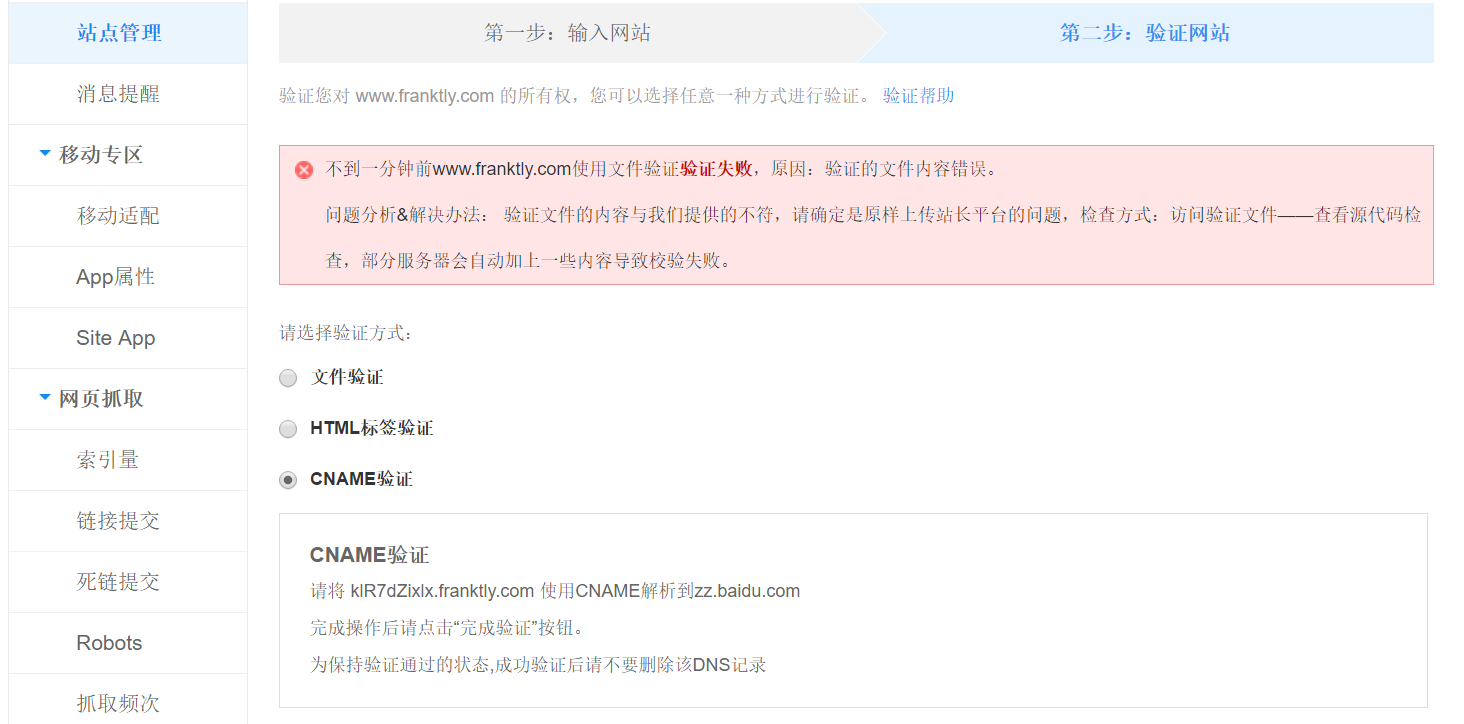 站点管理
消息提醒
移动专区
移动适配
App属性
Site App
网页抓取
索引量
链接提交
死链提交
Robots
抓取频次
第一步：输入网站
第二步：验证网站
验证您对 www.franktly.com 的所有权，您可以选择任意一种方式进行验证。 验证帮助
不到一分钟前www.franktly.com使用文件验证验证失败，原因：验证的文件内容错误。
问题分析&解决办法： 验证文件的内容与我们提供的不符，请确定是原样上传站长平台的问题，检查方式：访问验证文件——查看源代码检
查，部分服务器会自动加上一些内容导致校验失败。
请选择验证方式：
文件验证
HTML标签验证
CNAME验证
CNAME验证
请将 klR7dZixlx.franktly.com 使用CNAME解析到zz.baidu.com
完成操作后请点击“完成验证”按钮。
为保持验证通过的状态,成功验证后请不要删除该DNS记录